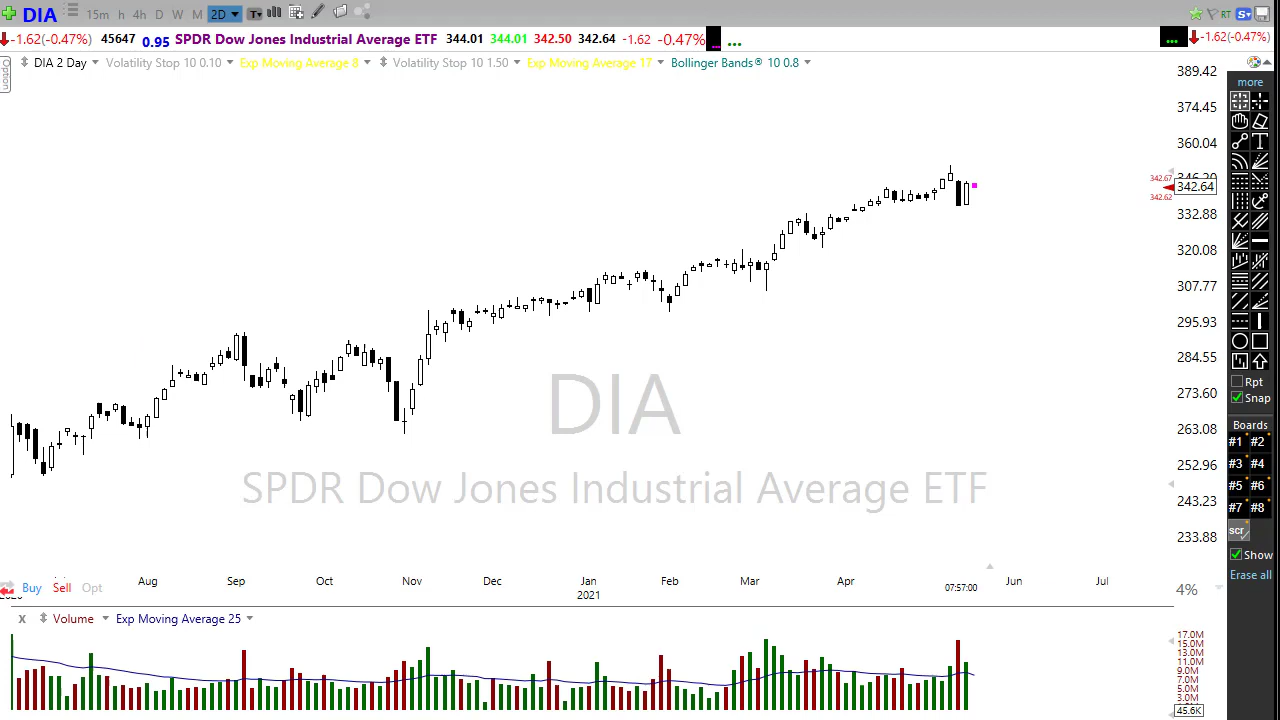 DIA 15m h 4h D W M 2D T RT S
-1.62(-0.47%) 45647 0.95 SPDR Dow Jones Industrial Average ETF 344.01 344.01 342.50 342.64 -1.62 -0.47% ... ... ... -1.62(-0.47%)
Option
DIA 2 Day Volatility Stop 10 0.10 Exp Moving Average 8 Volatility Stop 10 1.50 Exp Moving Average 17 Bollinger Bands® 10 0.8
389.42
374.45
360.04
342.67
342.64
342.62
332.88
320.08
307.77
295.93
284.55
273.60
263.08
252.96
243.23
233.88
DIA
SPDR Dow Jones Industrial Average ETF
more
Rpt
Snap
Boards
#1 #2
#3 #4
#5 #6
#7 #8
scr
Show
Erase all
Aug Sep Oct Nov Dec Jan Feb Mar Apr Jun Jul
2021
07:57:00
4%
Buy Sell Opt
X Volume Exp Moving Average 25
17.0M
15.0M
13.0M
11.0M
9.0M
7.0M
5.0M
3.0M
45.6K